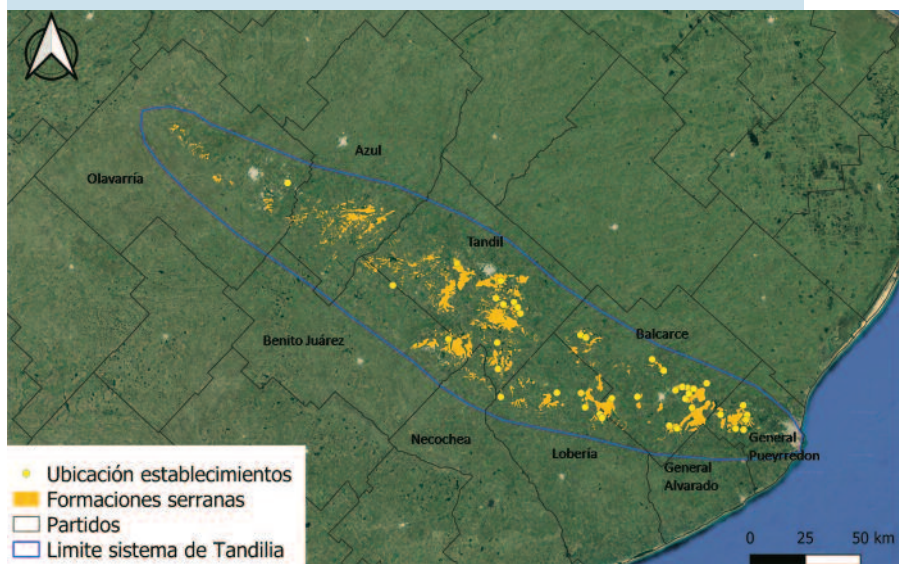 Azul
Olavarría
Tandil
Balcarce
Benito Juárez
Necochea
Lobería
General
Pueyrredon
General
Alvarado
Ubicación establecimientos
Formaciones serranas
Partidos
Limite sistema de Tandilia
0 25 50 km